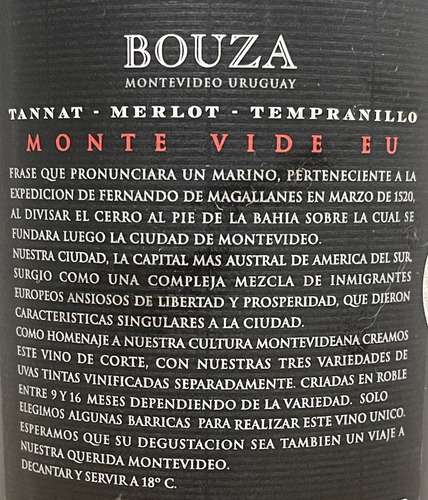 BOUZA
MONTEVIDEO URUGUAY
TANNAT - MERLOT - TEMPRANILLO
MONTE VIDE EU
FRASE QUE PRONUNCIARA UN MARINO, PERTENECIENTE A LA
EXPEDICION DE FERNANDO DE MAGALLANES EN MARZO DE 1520,
AL DIVISAR EL CERRO AL PIE DE LA BAHIA SOBRE LA CUAL SE
FUNDARA LUEGO LA CIUDAD DE MONTEVIDEO.
NUESTRA CIUDAD, LA CAPITAL MAS AUSTRAL DE AMERICA DEL SUR,
SURGIO COMO UNA COMPLEJA MEZCLA DE INMIGRANTES
EUROPEOS ANSIOSOS DE LIBERTAD Y PROSPERIDAD, QUE DIERON
CARACTERISTICAS SINGULARES A LA CIUDAD.
COMO HOMENAJE A NUESTRA CULTURA MONTEVIDEANA CREAMOS
ESTE VINO DE CORTE, CON NUESTRAS TRES VARIEDADES DE
UVAS TINTAS VINIFICADAS SEPARADAMENTE. CRIADAS EN ROBLE
ENTRE 9 Y 16 MESES DEPENDIENDO DE LA VARIEDAD. SOLO
ELEGIMOS ALGUNAS BARRICAS PARA REALIZAR ESTE VINO UNICO.
ESPERAMOS QUE SU DEGUSTACION SEA TAMBIEN UN VIAJE A
NUESTRA QUERIDA MONTEVIDEO.
DECANTAR Y SERVIR A 18º C.